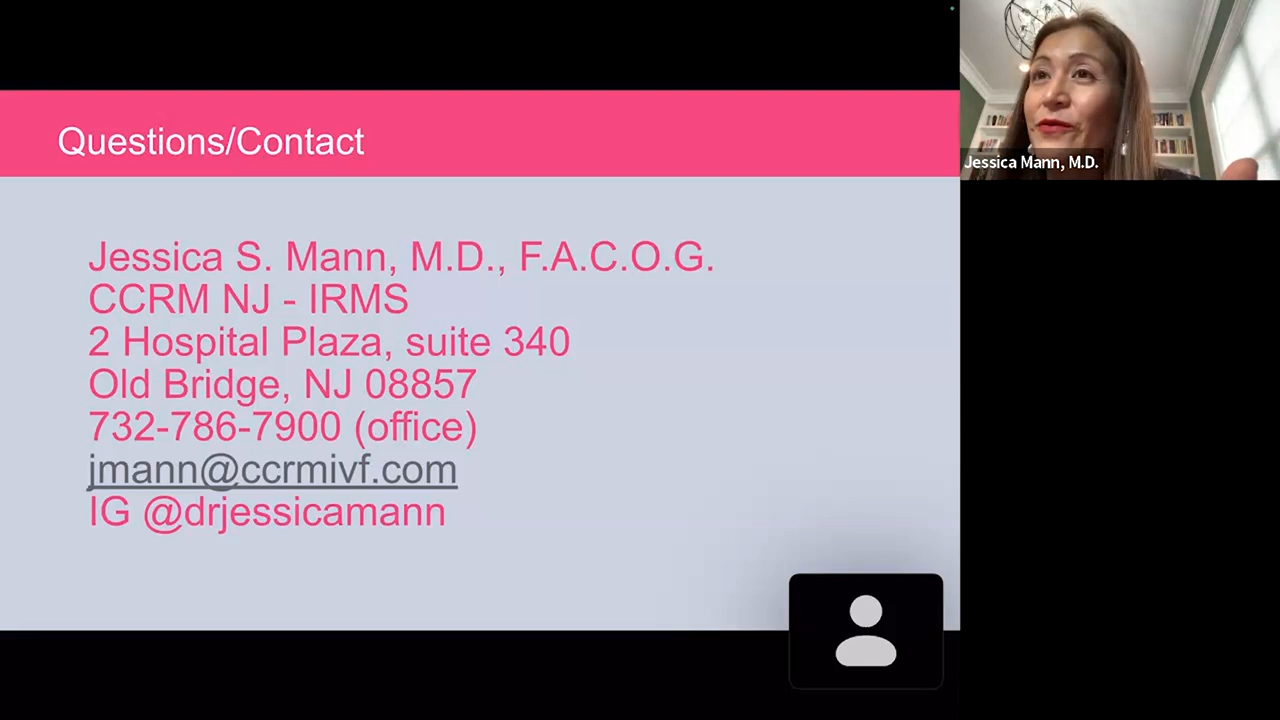 Questions/Contact
Jessica S. Mann, M.D., F.A.C.O.G.
CCRM NJ - IRMS
2 Hospital Plaza, suite 340
Old Bridge, NJ 08857
732-786-7900 (office)
jmann@ccrmivf.com
IG @drjessicamann
Jessica Mann, M.D.